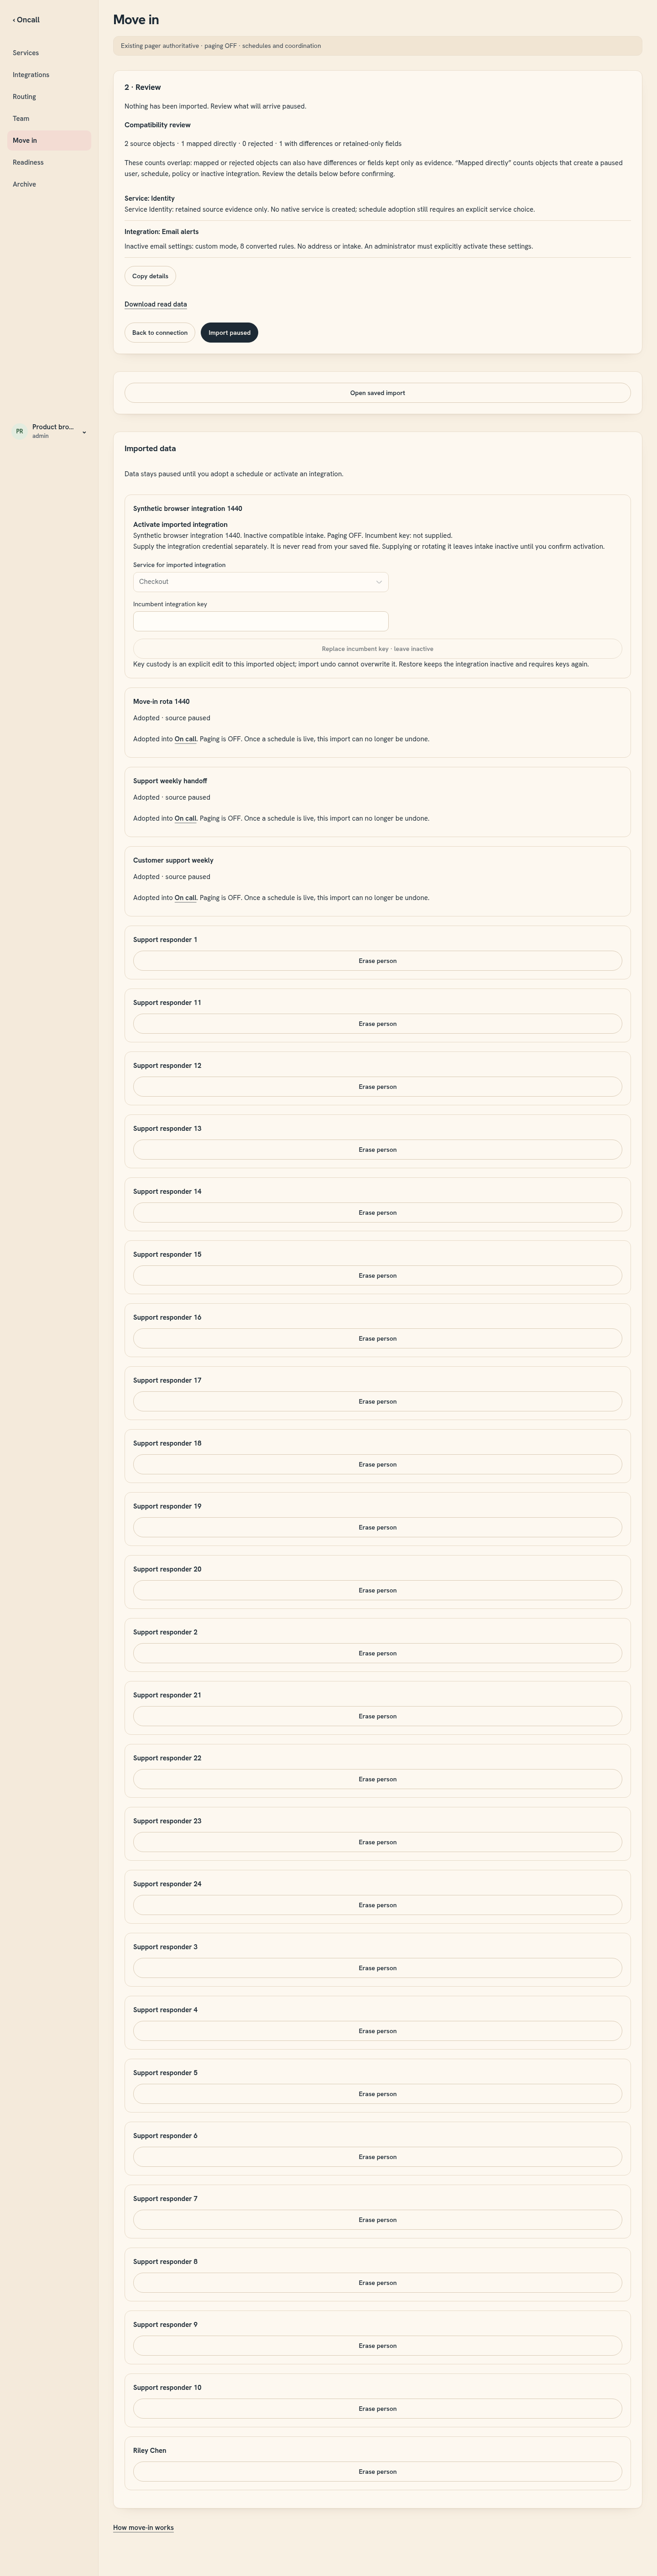 ‹ Oncall
Services
Integrations
Routing
Team
Move in
Readiness
Archive
PR
Product bro...
admin
Move in
Existing pager authoritative · paging OFF · schedules and coordination
2 · Review
Nothing has been imported. Review what will arrive paused.
Compatibility review
2 source objects · 1 mapped directly · 0 rejected · 1 with differences or retained-only fields
These counts overlap: mapped or rejected objects can also have differences or fields kept only as evidence. “Mapped directly” counts objects that create a paused
user, schedule, policy or inactive integration. Review the details below before confirming.
Service: Identity
Service Identity: retained source evidence only. No native service is created; schedule adoption still requires an explicit service choice.
Integration: Email alerts
Inactive email settings: custom mode, 8 converted rules. No address or intake. An administrator must explicitly activate these settings.
Copy details
Download read data
Back to connection
Import paused
Open saved import
Imported data
Data stays paused until you adopt a schedule or activate an integration.
Synthetic browser integration 1440
Activate imported integration
Synthetic browser integration 1440. Inactive compatible intake. Paging OFF. Incumbent key: not supplied.
Supply the integration credential separately. It is never read from your saved file. Supplying or rotating it leaves intake inactive until you confirm activation.
Service for imported integration
Checkout
Incumbent integration key
Replace incumbent key · leave inactive
Key custody is an explicit edit to this imported object; import undo cannot overwrite it. Restore keeps the integration inactive and requires keys again.
Move-in rota 1440
Adopted · source paused
Adopted into On call. Paging is OFF. Once a schedule is live, this import can no longer be undone.
Support weekly handoff
Adopted · source paused
Adopted into On call. Paging is OFF. Once a schedule is live, this import can no longer be undone.
Customer support weekly
Adopted · source paused
Adopted into On call. Paging is OFF. Once a schedule is live, this import can no longer be undone.
Support responder 1
Erase person
Support responder 11
Erase person
Support responder 12
Erase person
Support responder 13
Erase person
Support responder 14
Erase person
Support responder 15
Erase person
Support responder 16
Erase person
Support responder 17
Erase person
Support responder 18
Erase person
Support responder 19
Erase person
Support responder 20
Erase person
Support responder 2
Erase person
Support responder 21
Erase person
Support responder 22
Erase person
Support responder 23
Erase person
Support responder 24
Erase person
Support responder 3
Erase person
Support responder 4
Erase person
Support responder 5
Erase person
Support responder 6
Erase person
Support responder 7
Erase person
Support responder 8
Erase person
Support responder 9
Erase person
Support responder 10
Erase person
Riley Chen
Erase person
How move-in works